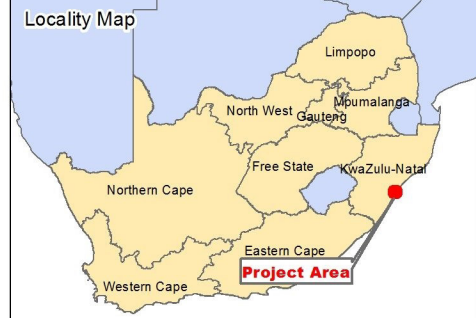 Locality Map
Limpopo
Mpumalanga
North West
Gauteng
Free State
KwaZulu-Natal
Northern Cape
Eastern Cape
Project Area
Western Cape